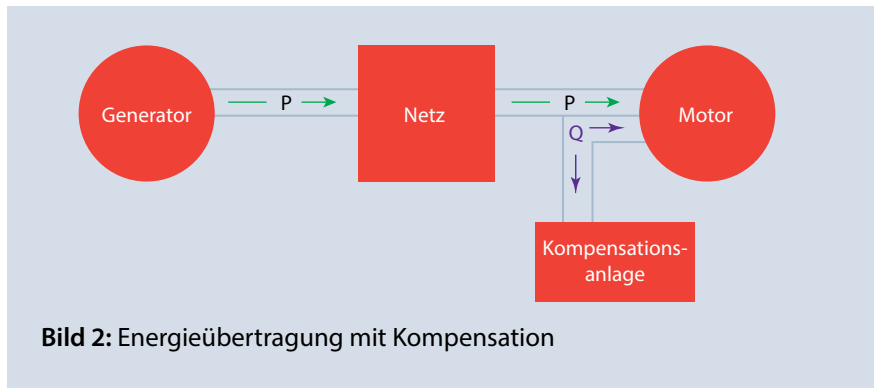 Generator
P
Netz
P
Motor
Q
Kompensations-
anlage
Bild 2: Energieübertragung mit Kompensation